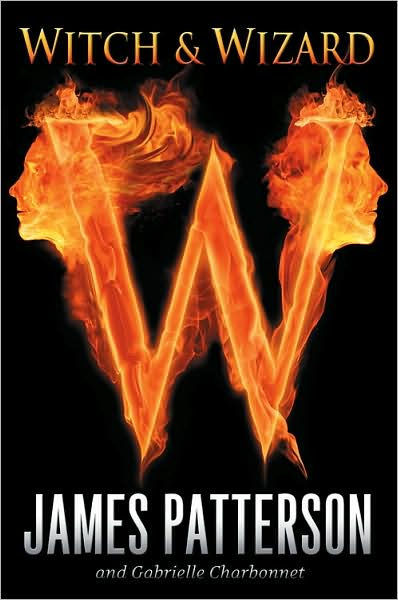 WITCH & WIZARD
W
JAMES PATTERSON
and Gabrielle Charbonnet